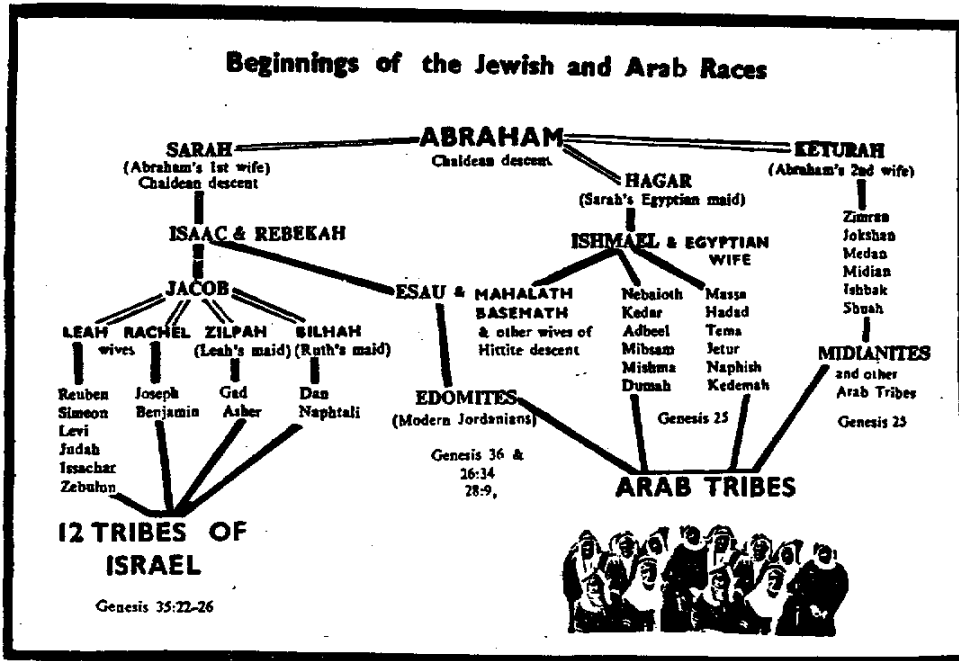 Beginnings of the Jewish and Arab Races
ABRAHAM
Chaldean descent
SARAH
(Abraham's 1st wife)
Chaldean descent
HAGAR
(Sarah's Egyptian maid)
KETURAH
(Abraham's 2nd wife)
ISAAC & REBEKAH
ISHMAEL & EGYPTIAN
WIFE
Zimran
Jokshan
Medan
Midian
Ishbak
Shuah
JACOB
ESAU & MAHALATH
BASEMATH
& other wives of
Hittite descent
Nebaioth
Kedar
Adbeel
Mibsam
Mishma
Dumah
Massa
Hadad
Tema
Jetur
Naphish
Kedemah
Genesis 25
LEAH RACHEL ZILPAH BILHAH
wives (Leah's maid) (Ruth's maid)
Reuben
Simeon
Levi
Judah
Issachar
Zebulun
Joseph
Benjamin
Gad
Asher
Dan
Naphtali
EDOMITES
(Modern Jordanians)
Genesis 36 &
26:34
28:9,
MIDIANITES
and other
Arab Tribes
Genesis 25
12 TRIBES OF
ISRAEL
Genesis 35:22-26
ARAB TRIBES